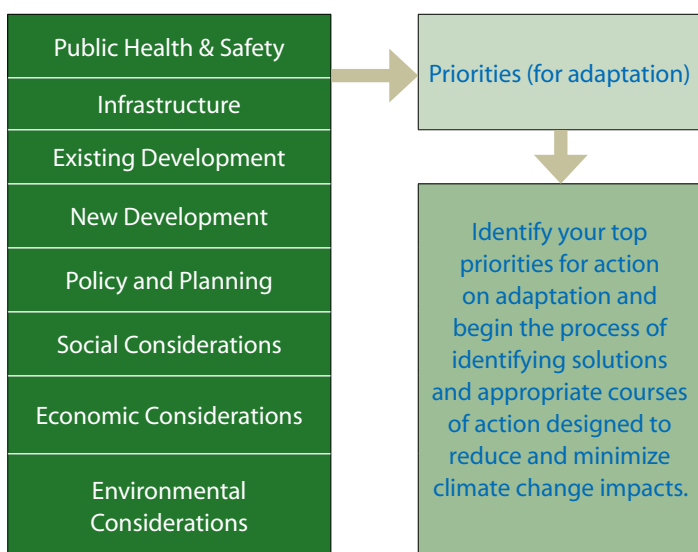 Public Health & Safety
Infrastructure
Existing Development
New Development
Policy and Planning
Social Considerations
Economic Considerations
Environmental
Considerations
Priorities (for adaptation)
Identify your top
priorities for action
on adaptation and
begin the process of
identifying solutions
and appropriate courses
of action designed to
reduce and minimize
climate change impacts.